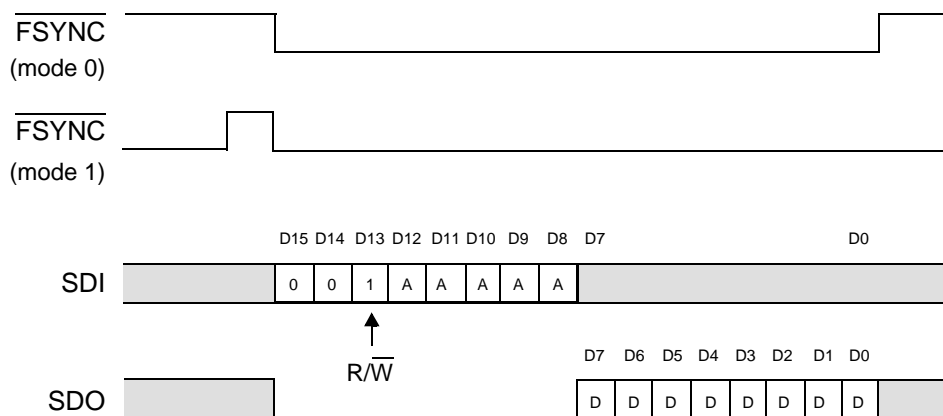 FSYNC
(mode 0)
FSYNC
(mode 1)
D15 D14 D13 D12 D11 D10 D9 D8 D7 D0
SDI 0 0 1 A A A A A
R/W
D7 D6 D5 D4 D3 D2 D1 D0
SDO D D D D D D D D